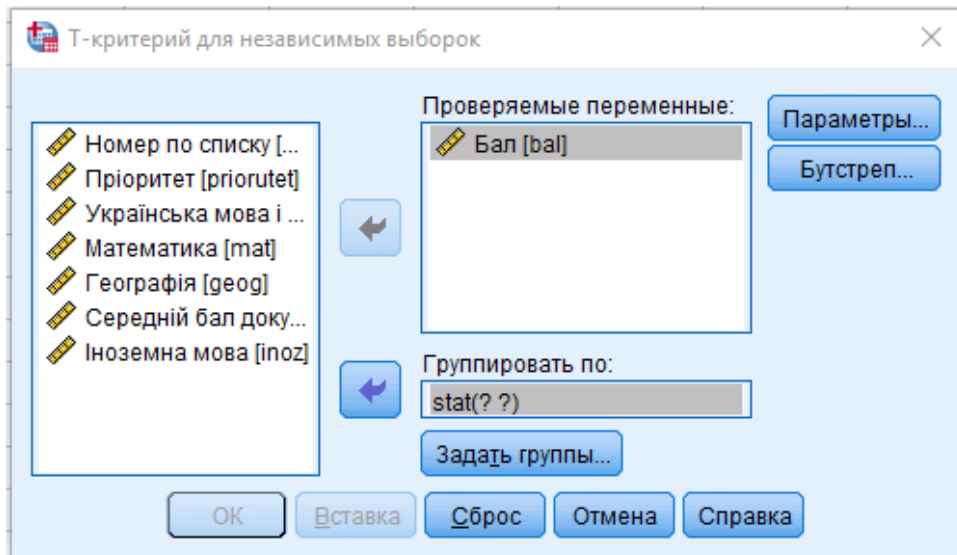 Т-критерий для независимых выборок
Проверяемые переменные:
Номер по списку [...
Пріоритет [priorutet]
Українська мова і ...
Математика [mat]
Географія [geog]
Середній бал доку...
Іноземна мова [inoz]
Бал [bal]
Параметры...
Бутстреп...
Группировать по:
stat(? ?)
Задать группы...
ОК
Вставка
Сброс
Отмена
Справка